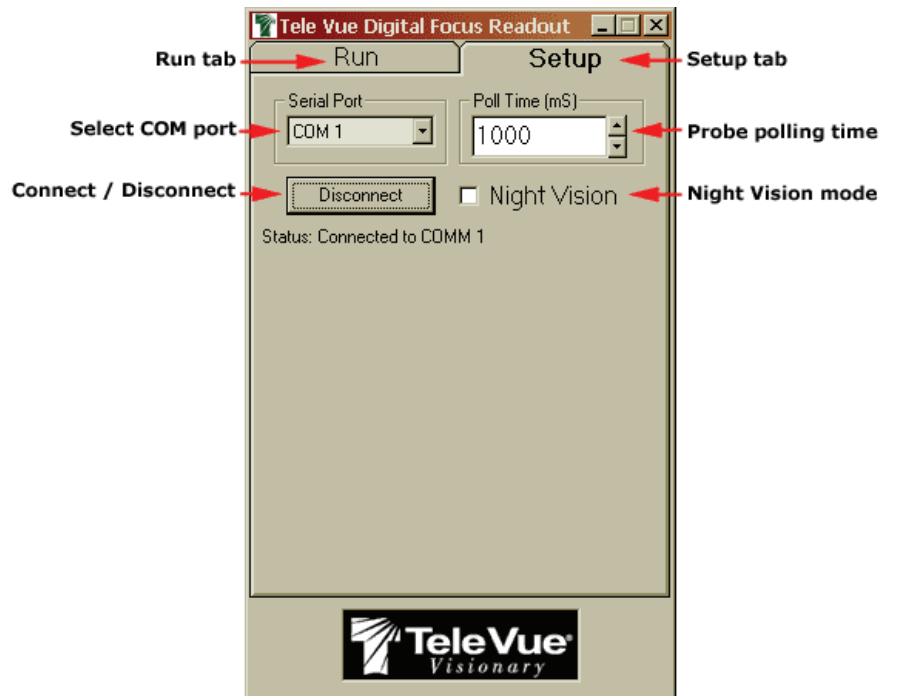 Tele Vue Digital Focus Readout
Run tab
Run
Setup
Setup tab
Serial Port
Poll Time (mS)
Select COM port
COM 1
1000
Probe polling time
Connect / Disconnect
Disconnect
Night Vision
Night Vision mode
Status: Connected to COMM 1
TeleVue®
Visionary